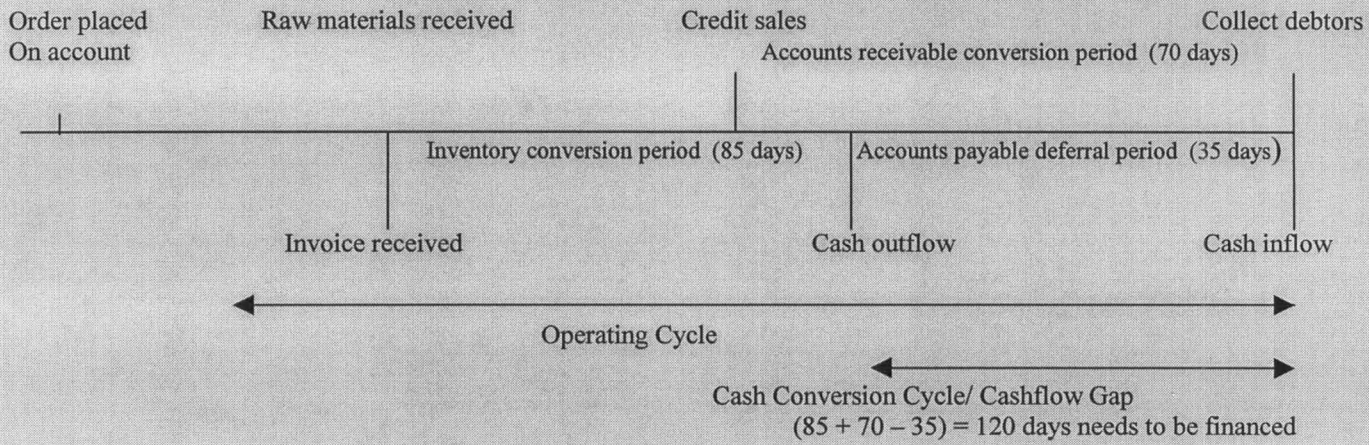 Order placed
On account
Raw materials received
Credit sales
Collect debtors
Accounts receivable conversion period (70 days)
Inventory conversion period (85 days)
Accounts payable deferral period (35 days)
Invoice received
Cash outflow
Cash inflow
Operating Cycle
Cash Conversion Cycle/ Cashflow Gap
(85 + 70 – 35) = 120 days needs to be financed